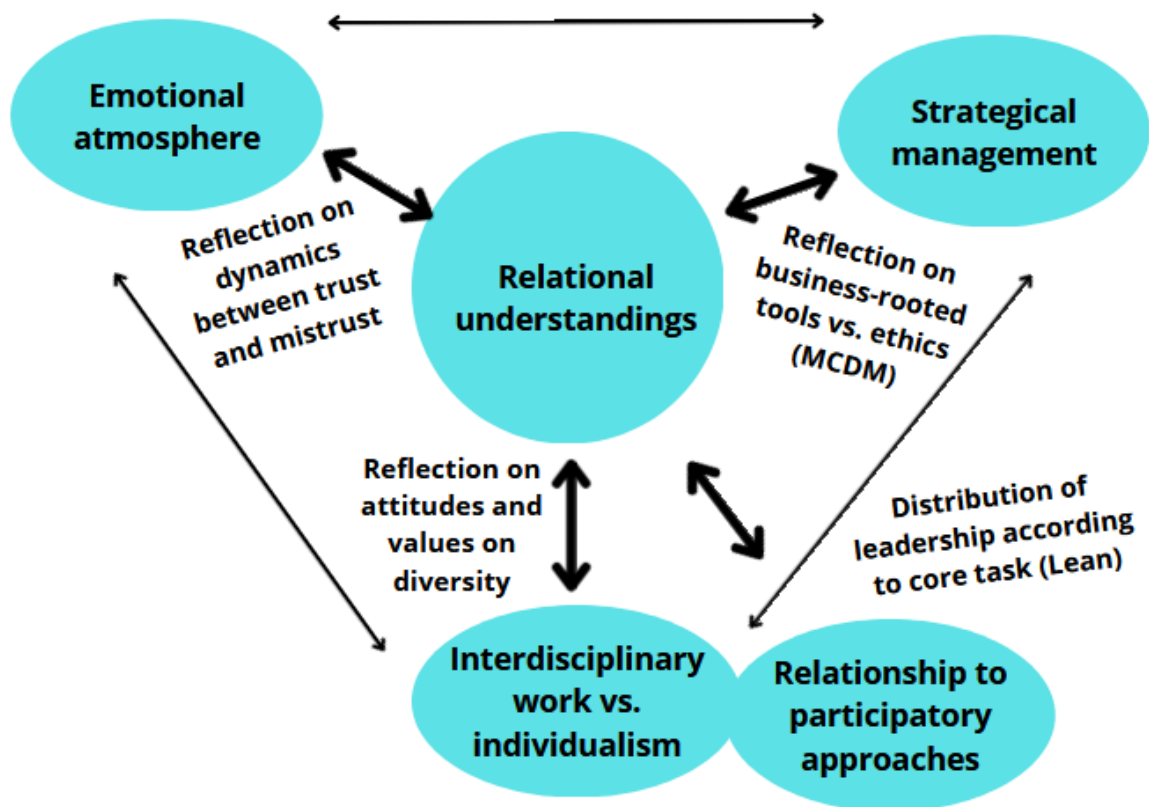 Emotional
atmosphere
Strategical
management
Reflection on
dynamics
between trust
and mistrust
Relational
understandings
Reflection on
business-rooted
tools vs. ethics
(MCDM)
Reflection on
attitudes and
values on
diversity
Distribution of
leadership according
to core task (Lean)
Interdisciplinary
work vs.
individualism
Relationship to
participatory
approaches